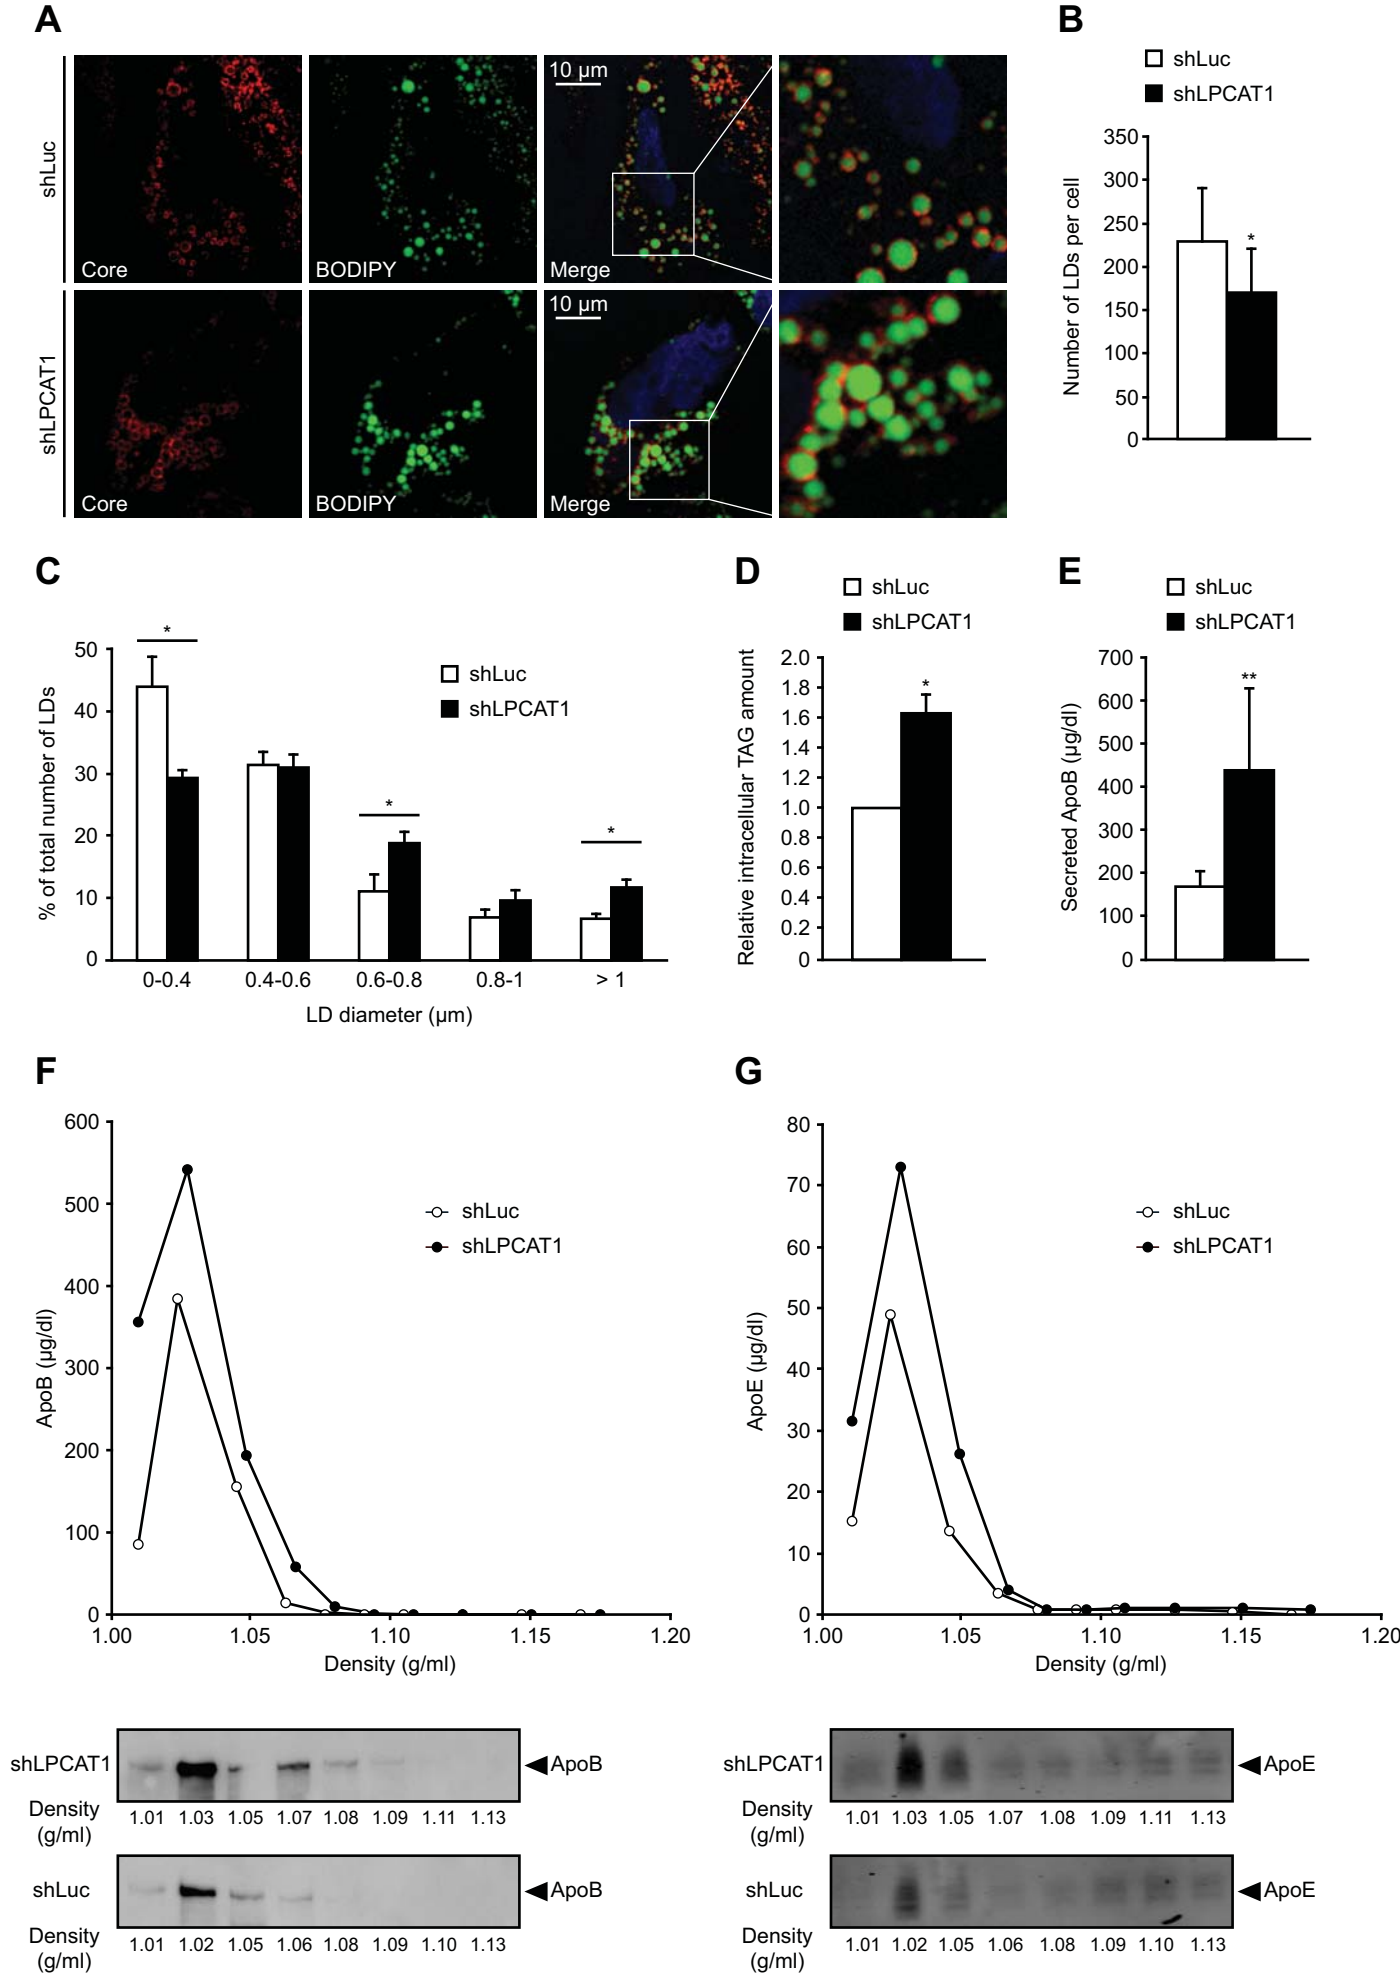 A
shLuc
Core
BODIPY
10 µm
Merge
shLPCAT1
Core
BODIPY
10 µm
Merge
B
shLuc
shLPCAT1
Number of LDs per cell
350
300
250
200
150
100
50
0
*
C
% of total number of LDs
50
40
30
20
10
0
*
*
*
shLuc
shLPCAT1
0-0.4 0.4-0.6 0.6-0.8 0.8-1 > 1
LD diameter (µm)
D
shLuc
shLPCAT1
Relative intracellular TAG amount
2.0
1.8
1.6
1.4
1.2
1.0
0.8
0.6
0.4
0.2
0
*
E
shLuc
shLPCAT1
Secreted ApoB (µg/dl)
700
600
500
400
300
200
100
0
**
F
ApoB (µg/dl)
600
500
400
300
200
100
0
shLuc
shLPCAT1
1.00 1.05 1.10 1.15 1.20
Density (g/ml)
shLPCAT1
ApoB
Density
(g/ml)
1.01 1.03 1.05 1.07 1.08 1.09 1.11 1.13
shLuc
ApoB
Density
(g/ml)
1.01 1.02 1.05 1.06 1.08 1.09 1.10 1.13
G
ApoE (µg/dl)
80
70
60
50
40
30
20
10
0
shLuc
shLPCAT1
1.00 1.05 1.10 1.15 1.20
Density (g/ml)
shLPCAT1
ApoE
Density
(g/ml)
1.01 1.03 1.05 1.07 1.08 1.09 1.11 1.13
shLuc
ApoE
Density
(g/ml)
1.01 1.02 1.05 1.06 1.08 1.09 1.10 1.13